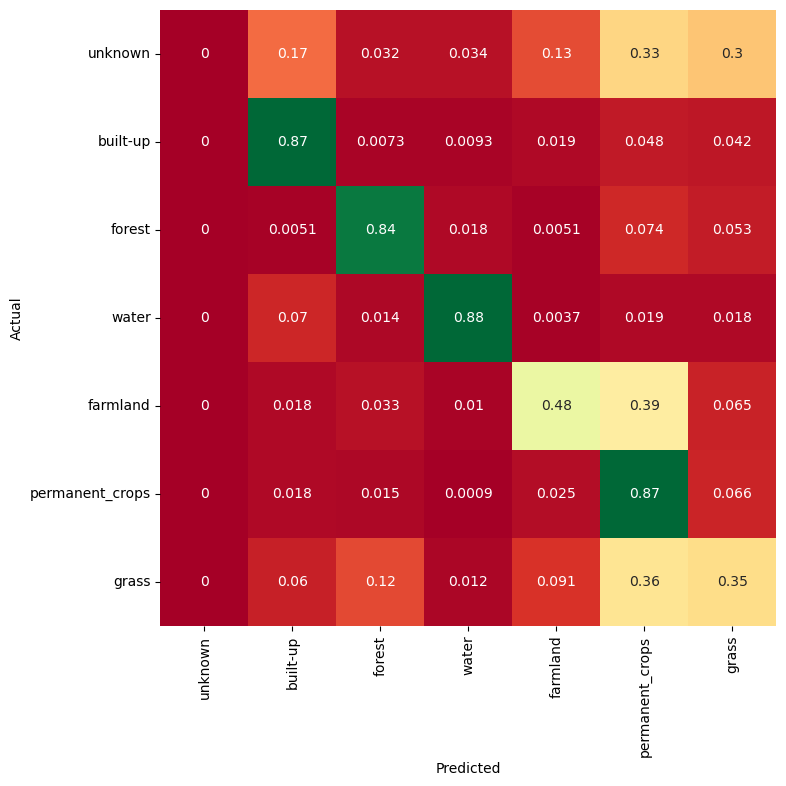 unknown 0 0.17 0.032 0.034 0.13 0.33 0.3
built-up 0 0.87 0.0073 0.0093 0.019 0.048 0.042
forest 0 0.0051 0.84 0.018 0.0051 0.074 0.053
Actual
water 0 0.07 0.014 0.88 0.0037 0.019 0.018
farmland 0 0.018 0.033 0.01 0.48 0.39 0.065
permanent_crops 0 0.018 0.015 0.0009 0.025 0.87 0.066
grass 0 0.06 0.12 0.012 0.091 0.36 0.35
unknown built-up forest water farmland permanent_crops grass
Predicted